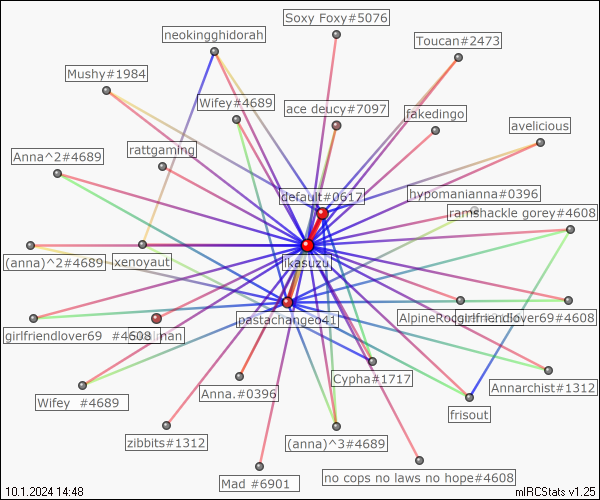 Soxy Foxy#5076
neokingghidorah
Toucan#2473
Mushy#1984
Wifey#4689
ace deucy#7097
fakedingo
avelicious
Anna^2#4689
rattgaming
default#0617
hypomanianna#0396
ramshackle gorey#4608
(anna)^2#4689
xenoyaut
ikasuzu
pastachangeo41
girlfriendlover69 #4608
AlpineRoc
girlfriendlover69#4608
Cypha#1717
Annarchist#1312
Anna.#0396
Wifey #4689
frisout
zibbits#1312
(anna)^3#4689
Mad #6901
no cops no laws no hope#4608
10.1.2024 14:48
mIRCStats v1.25